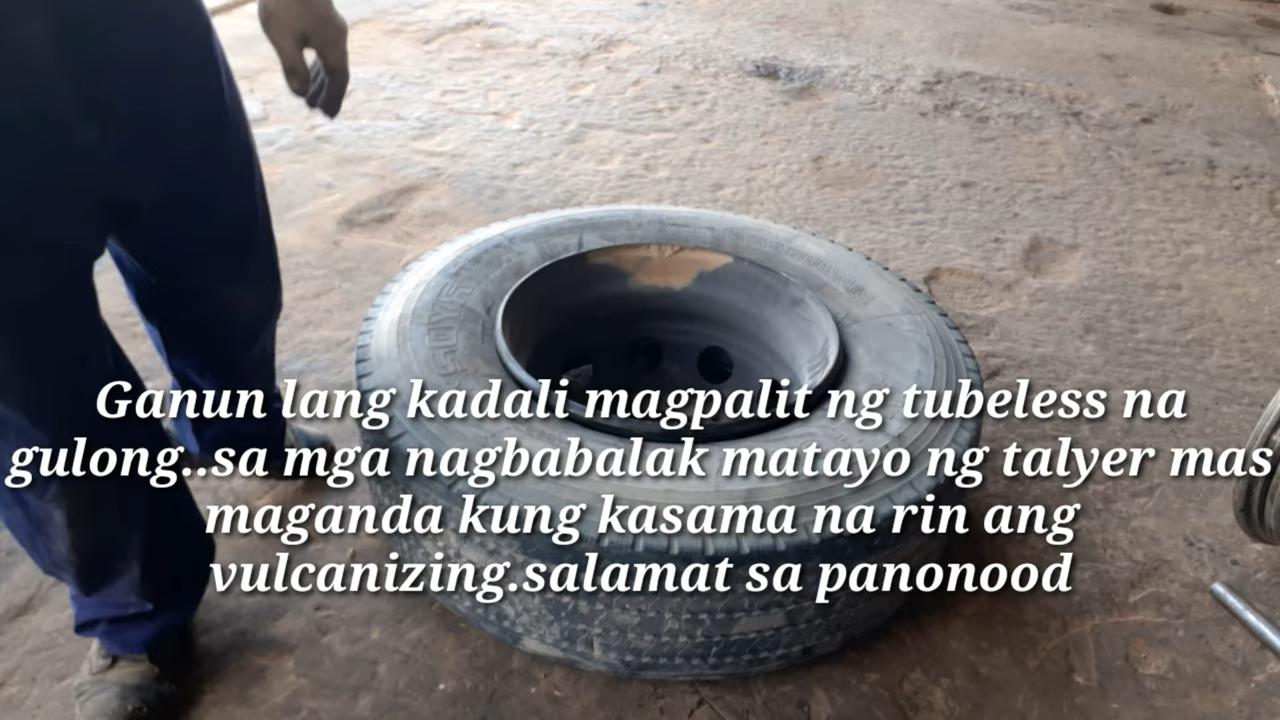 Ganun lang kadali magpalit ng tubeless na
gulong..sa mga nagbabalak matayo ng talyer mas
maganda kung kasama na rin ang
vulcanizing.salamat sa panonood